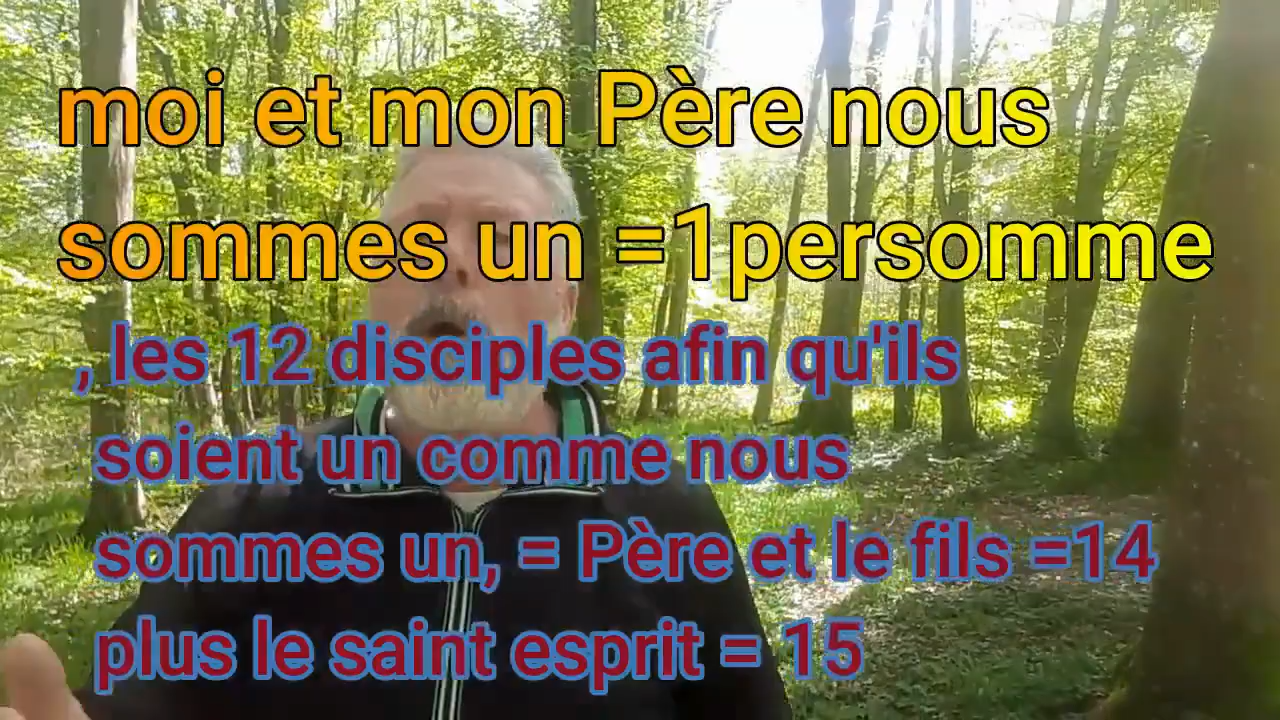 moi et mon Père nous
sommes un =1persomme
, les 12 disciples afin qu'ils
soient un comme nous
sommes un, = Père et le fils =14
plus le saint esprit = 15